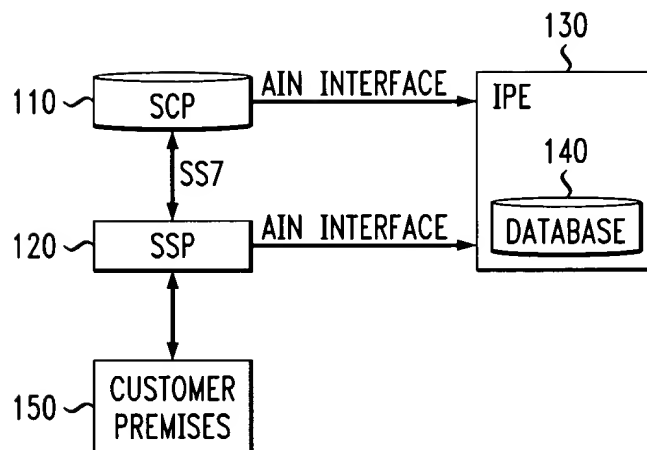 130
110
SCP
AIN INTERFACE
IPE
SS7
140
DATABASE
120
SSP
AIN INTERFACE
150
CUSTOMER
PREMISES